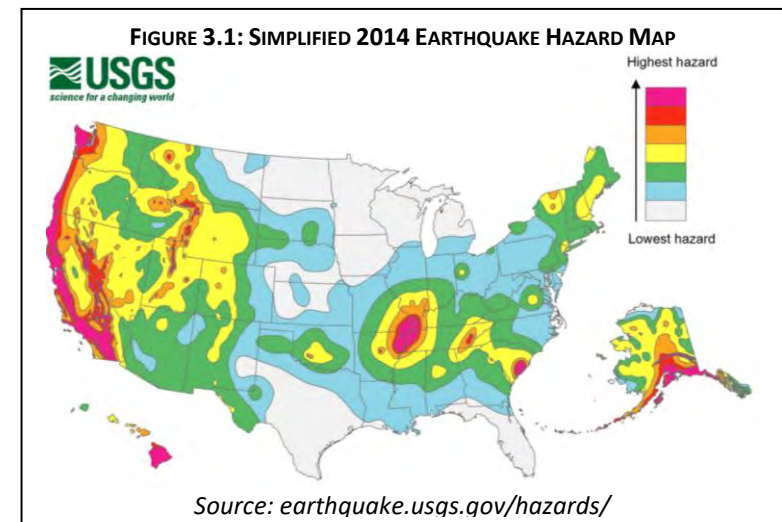 FIGURE 3.1: SIMPLIFIED 2014 EARTHQUAKE HAZARD MAP
USGS
science for a changing world
Highest hazard
Lowest hazard
Source: earthquake.usgs.gov/hazards/